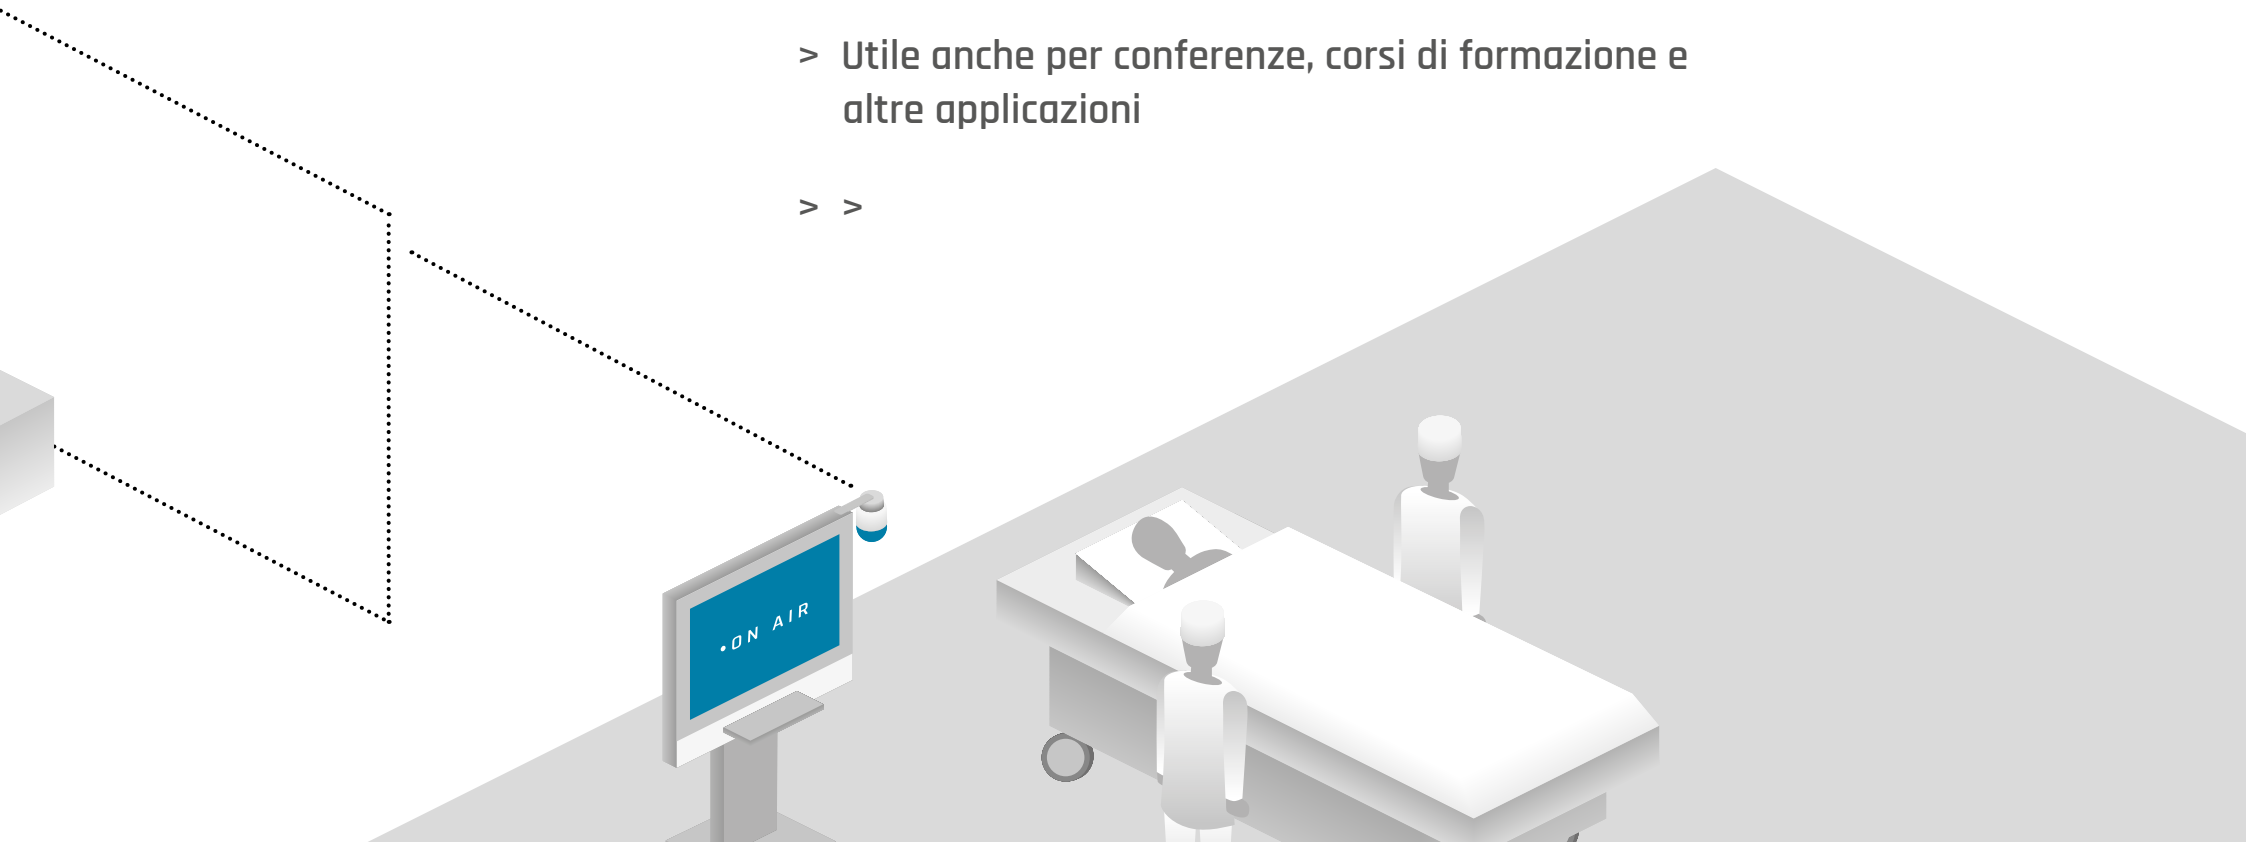 > Utile anche per conferenze, corsi di formazione e
altre applicazioni
> >
•ON AIR